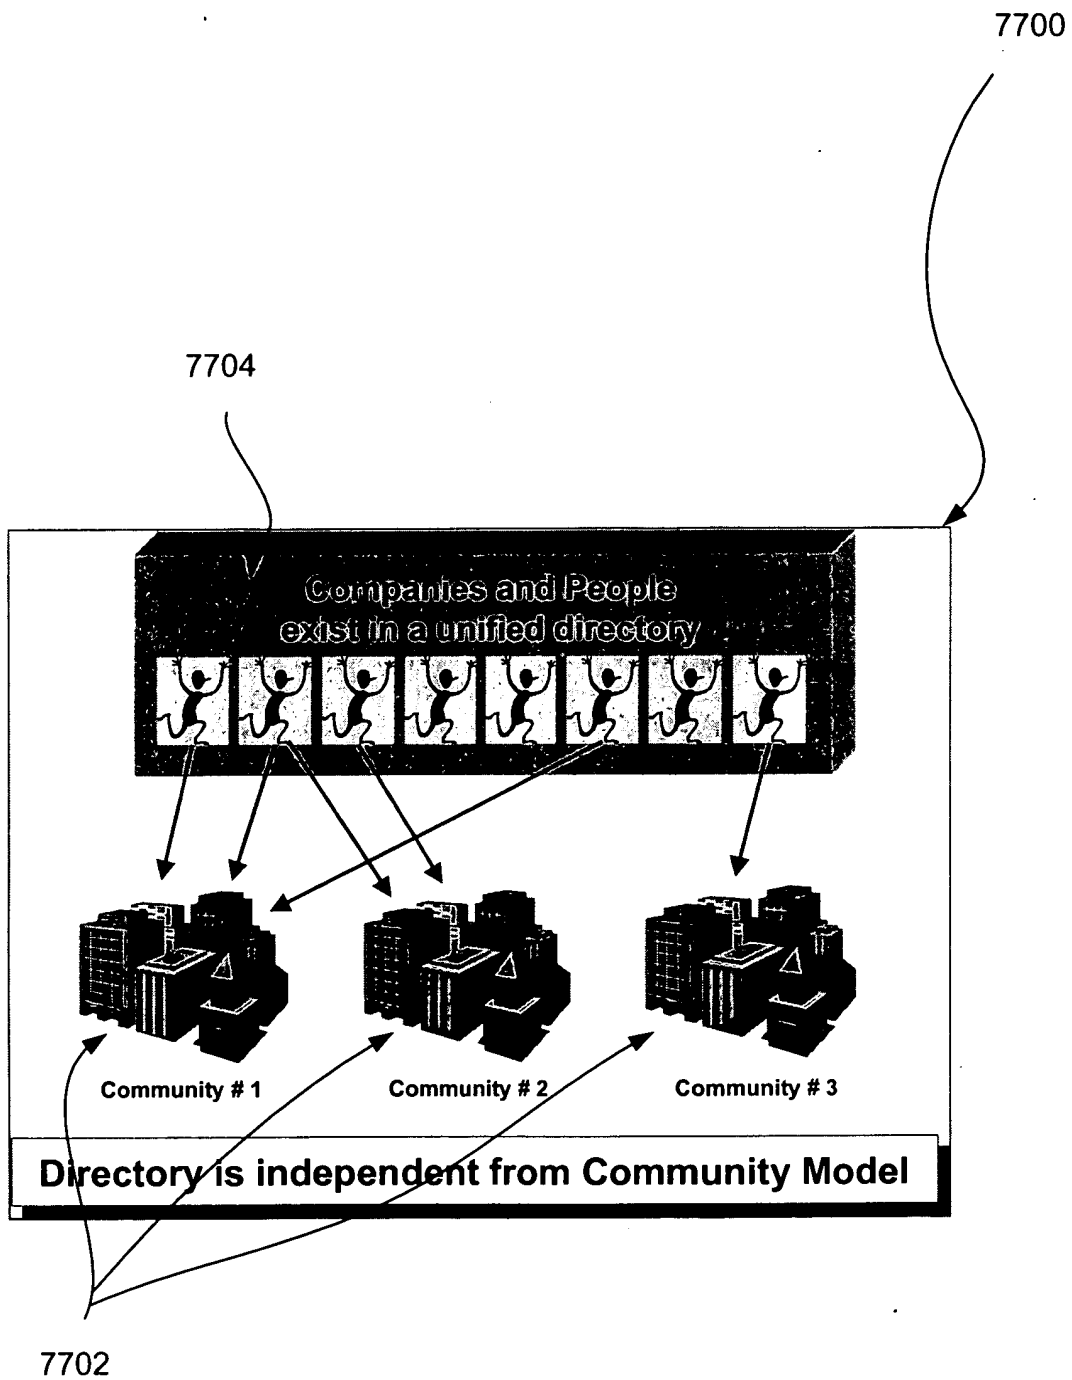 7700
7704
Companies and People
exist in a unified directory
Community # 1
Community # 2
Community # 3
Directory is independent from Community Model
7702